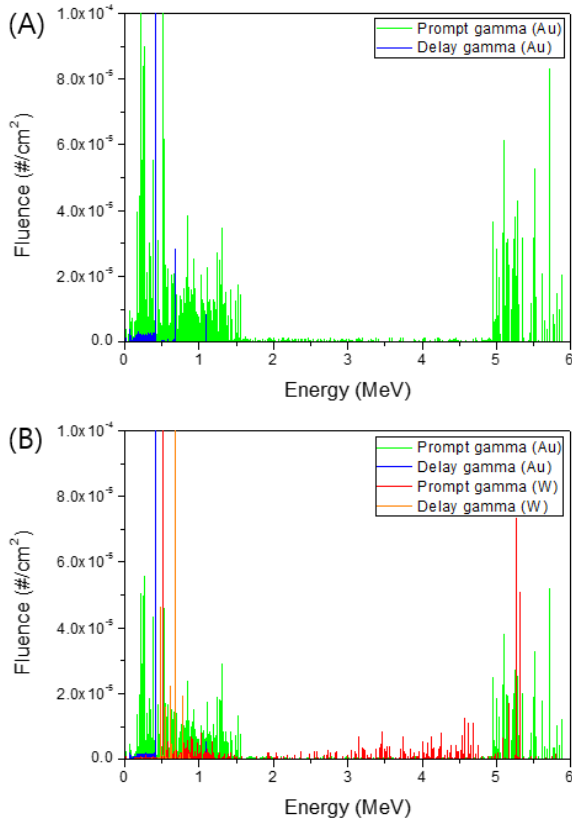 (A)
Prompt gamma (Au)
Delay gamma (Au)
Fluence (#/cm²)
1.0x10⁻⁴
8.0x10⁻⁵
6.0x10⁻⁵
4.0x10⁻⁵
2.0x10⁻⁵
0.0
0 1 2 3 4 5 6
Energy (MeV)
(B)
Prompt gamma (Au)
Delay gamma (Au)
Prompt gamma (W)
Delay gamma (W)
Fluence (#/cm²)
1.0x10⁻⁴
8.0x10⁻⁵
6.0x10⁻⁵
4.0x10⁻⁵
2.0x10⁻⁵
0.0
0 1 2 3 4 5 6
Energy (MeV)